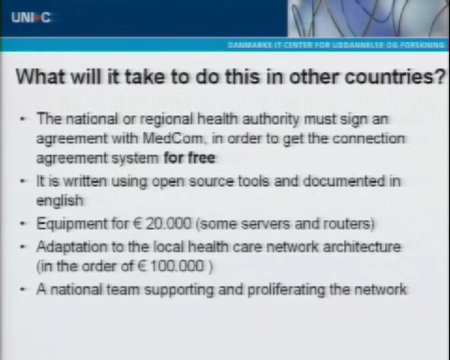 UNI•C
DANMARKS IT-CENTER FOR UDDANNELSE OG FORSKNING
What will it take to do this in other countries?
• The national or regional health authority must sign an
agreement with MedCom, in order to get the connection
agreement system for free
• It is written using open source tools and documented in
english
• Equipment for € 20.000 (some servers and routers)
• Adaptation to the local health care network architecture
(in the order of € 100.000 )
• A national team supporting and proliferating the network